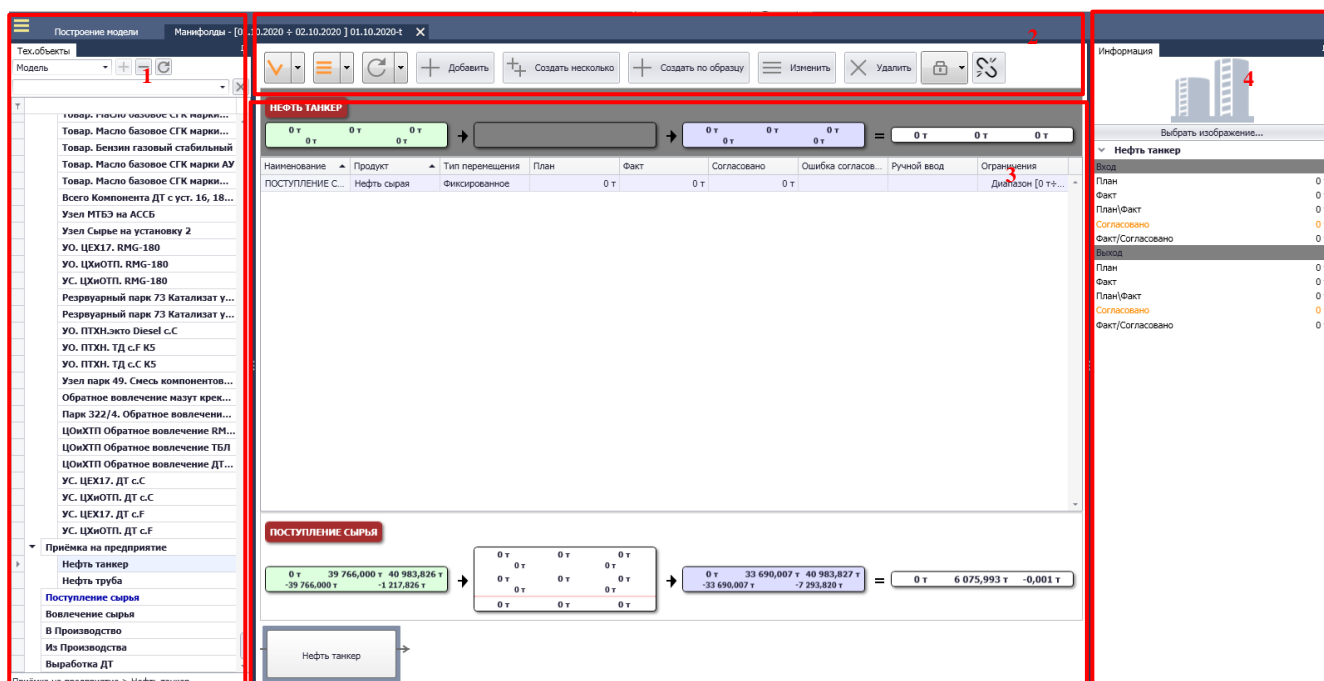 Построение модели
Манифолды - [01.10.2020 ÷ 02.10.2020 ] 01.10.2020-t
2
Тех.объекты
Модель
1
Товар. Масло базовое СГК марки...
Товар. Масло базовое СГК марки...
Товар. Бензин газовый стабильный
Товар. Масло базовое СГК марки АУ
Товар. Масло базовое СГК марки...
Всего Компонента ДТ с уст. 16, 18...
Узел МТБЭ на АССБ
Узел Сырье на установку 2
УО. ЦЕХ17. RMG-180
УО. ЦХиОТП. RMG-180
УС. ЦХиОТП. RMG-180
Резрвуарный парк 73 Катализат у...
Резрвуарный парк 73 Катализат у...
УО. ПТХН.экто Diesel с.С
УО. ПТХН. ТД с.F К5
УО. ПТХН. ТД с.С К5
Узел парк 49. Смесь компонентов...
Обратное вовлечение мазут крек...
Парк 322/4. Обратное вовлечени...
ЦОиХТП Обратное вовлечение RM...
ЦОиХТП Обратное вовлечение ТБЛ
ЦОиХТП Обратное вовлечение ДТ...
УС. ЦЕХ17. ДТ с.С
УС. ЦХиОТП. ДТ с.С
УС. ЦЕХ17. ДТ с.F
УС. ЦХиОТП. ДТ с.F
Приёмка на предприятие
Нефть танкер
Нефть труба
Поступление сырья
Вовлечение сырья
В Производство
Из Производства
Выработка ДТ
Приёмка на предприятие > Нефть танкер
Добавить
Создать несколько
Создать по образцу
Изменить
Удалить
НЕФТЬ ТАНКЕР
0 т 0 т 0 т
0 т 0 т
0 т 0 т 0 т
0 т 0 т
=
0 т 0 т 0 т
Наименование Продукт Тип перемещения План Факт Согласовано Ошибка согласов... Ручной ввод Ограничения
3
ПОСТУПЛЕНИЕ С... Нефть сырая Фиксированное 0 т 0 т 0 т Диапазон [0 т÷...
ПОСТУПЛЕНИЕ СЫРЬЯ
0 т 39 766,000 т 40 983,826 т
-39 766,000 т -1 217,826 т
0 т 0 т 0 т
0 т 0 т
0 т 0 т 0 т
0 т 0 т
0 т 0 т 0 т
0 т 33 690,007 т 40 983,827 т
-33 690,007 т -7 293,820 т
=
0 т 6 075,993 т -0,001 т
Нефть танкер
Информация
4
Выбрать изображение...
Нефть танкер
Вход
План 0
Факт 0
План\Факт 0
Согласовано 0
Факт/Согласовано 0
Выход
План 0
Факт 0
План\Факт 0
Согласовано 0
Факт/Согласовано 0